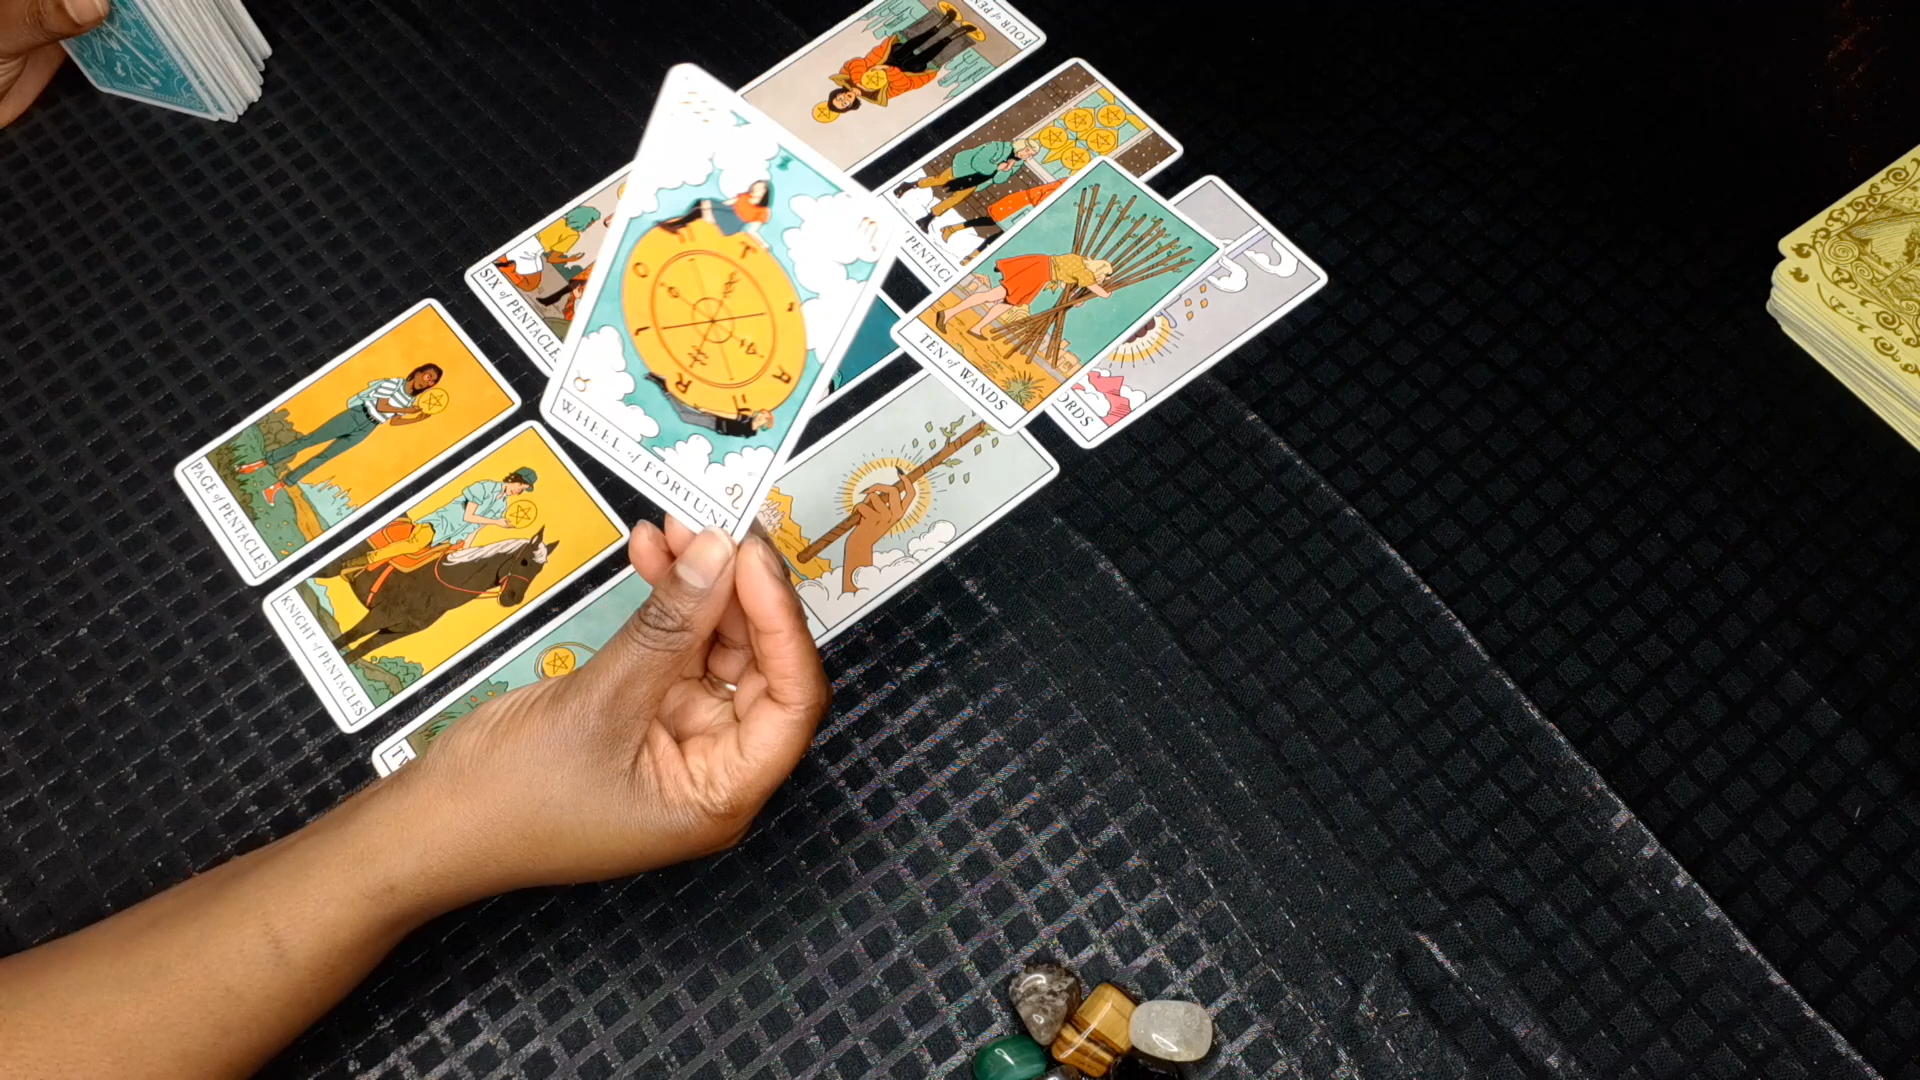 FOUR of PEN
PENTAC
SIX of PENTACLES
TEN of WANDS
ORDS
WHEEL of FORTUNE
T
A
R
O
PAGE of PENTACLES
KNIGHT of PENTACLES
TW